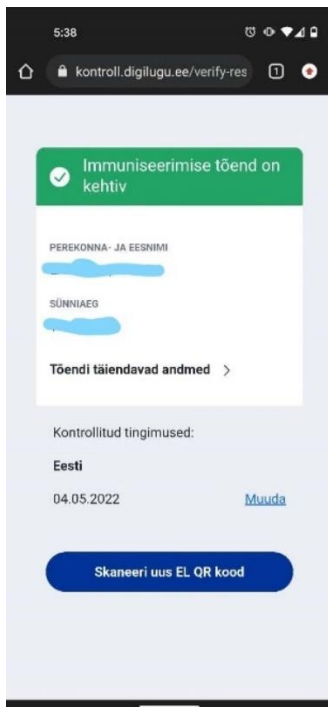 5:38
kontroll.digilugu.ee/verify-res
1
Immuniseerimise tõend on
kehtiv
PEREKONNA- JA EESNIMI
SÜNNIAEG
Tõendi täiendavad andmed
Kontrollitud tingimused:
Eesti
04.05.2022 Muuda
Skaneeri uus EL QR kood